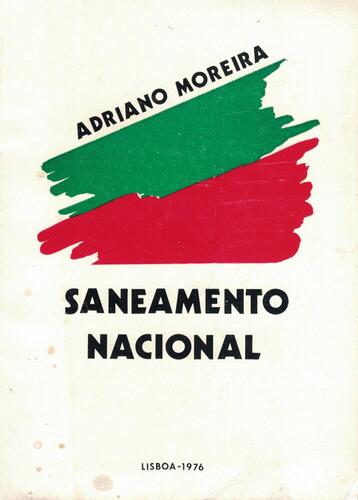 ADRIANO MOREIRA
SANEAMENTO
NACIONAL
LISBOA-1976